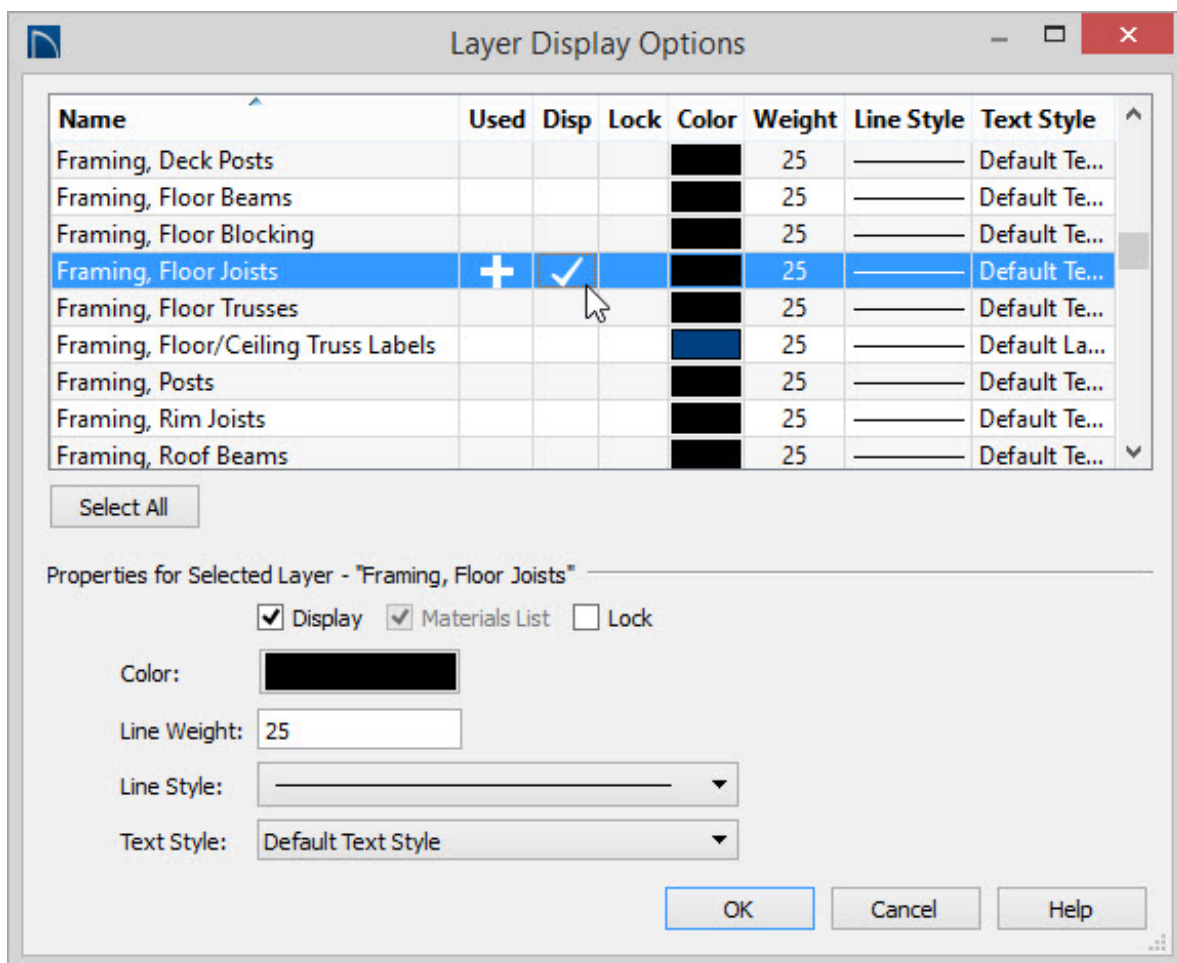 Layer Display Options
Name Used Disp Lock Color Weight Line Style Text Style
Framing, Deck Posts 25 Default Te...
Framing, Floor Beams 25 Default Te...
Framing, Floor Blocking 25 Default Te...
Framing, Floor Joists 25 Default Te...
Framing, Floor Trusses 25 Default Te...
Framing, Floor/Ceiling Truss Labels 25 Default La...
Framing, Posts 25 Default Te...
Framing, Rim Joists 25 Default Te...
Framing, Roof Beams 25 Default Te...
Select All
Properties for Selected Layer - "Framing, Floor Joists"
Display Materials List Lock
Color:
Line Weight: 25
Line Style:
Text Style: Default Text Style
OK Cancel Help